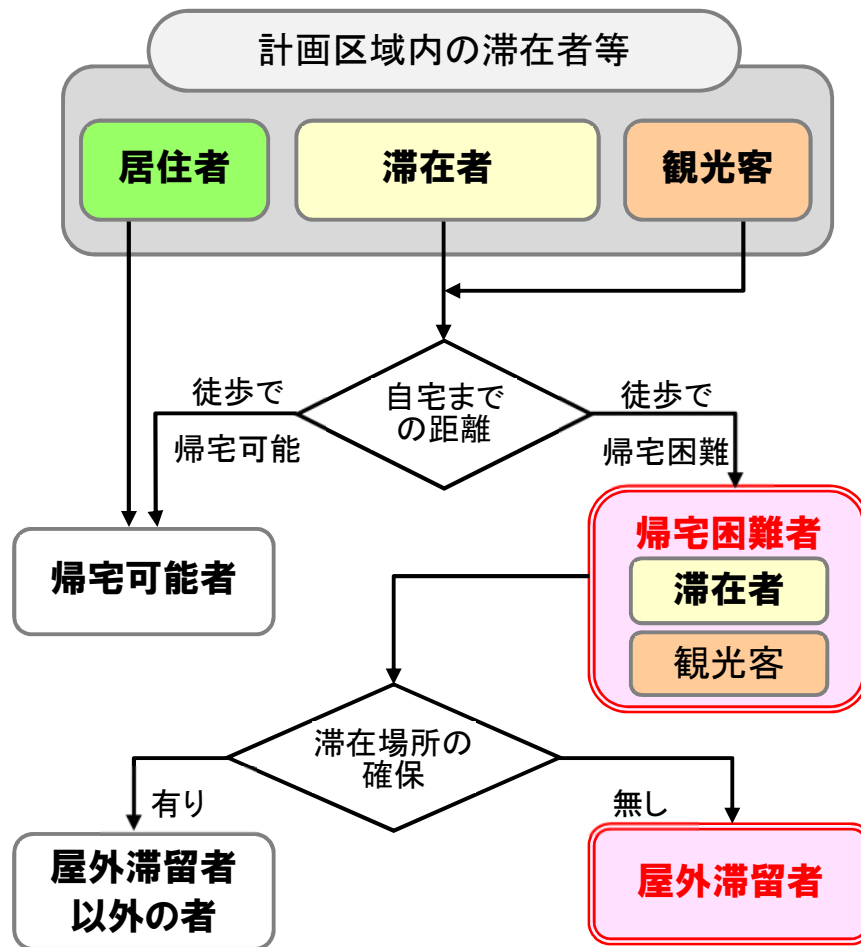 計画区域内の滞在者等
居住者
滞在者
観光客
自宅まで
の距離
徒歩で
帰宅可能
徒歩で
帰宅困難
帰宅可能者
帰宅困難者
滞在者
観光客
滞在場所の
確保
有り
無し
屋外滞留者
以外の者
屋外滞留者